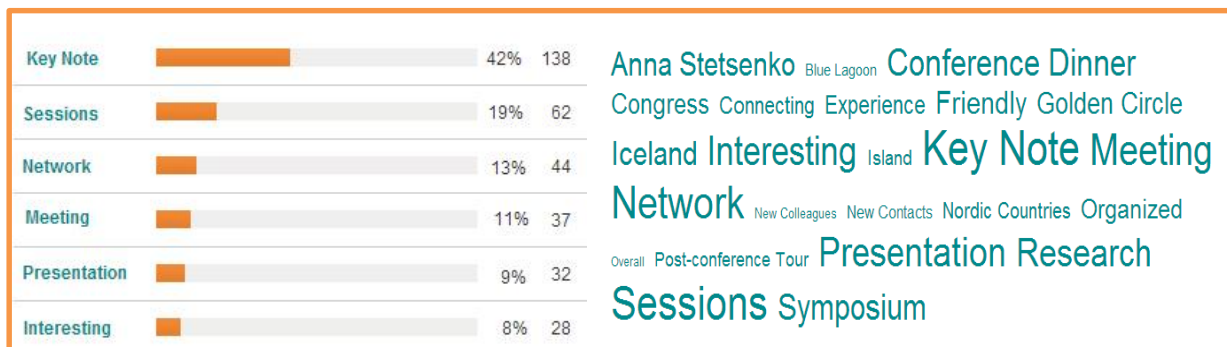 Key Note 42% 138
Sessions 19% 62
Network 13% 44
Meeting 11% 37
Presentation 9% 32
Interesting 8% 28
Anna Stetsenko Blue Lagoon Conference Dinner
Congress Connecting Experience Friendly Golden Circle
Iceland Interesting Island Key Note Meeting
Network New Colleagues New Contacts Nordic Countries Organized
Overall Post-conference Tour Presentation Research
Sessions Symposium